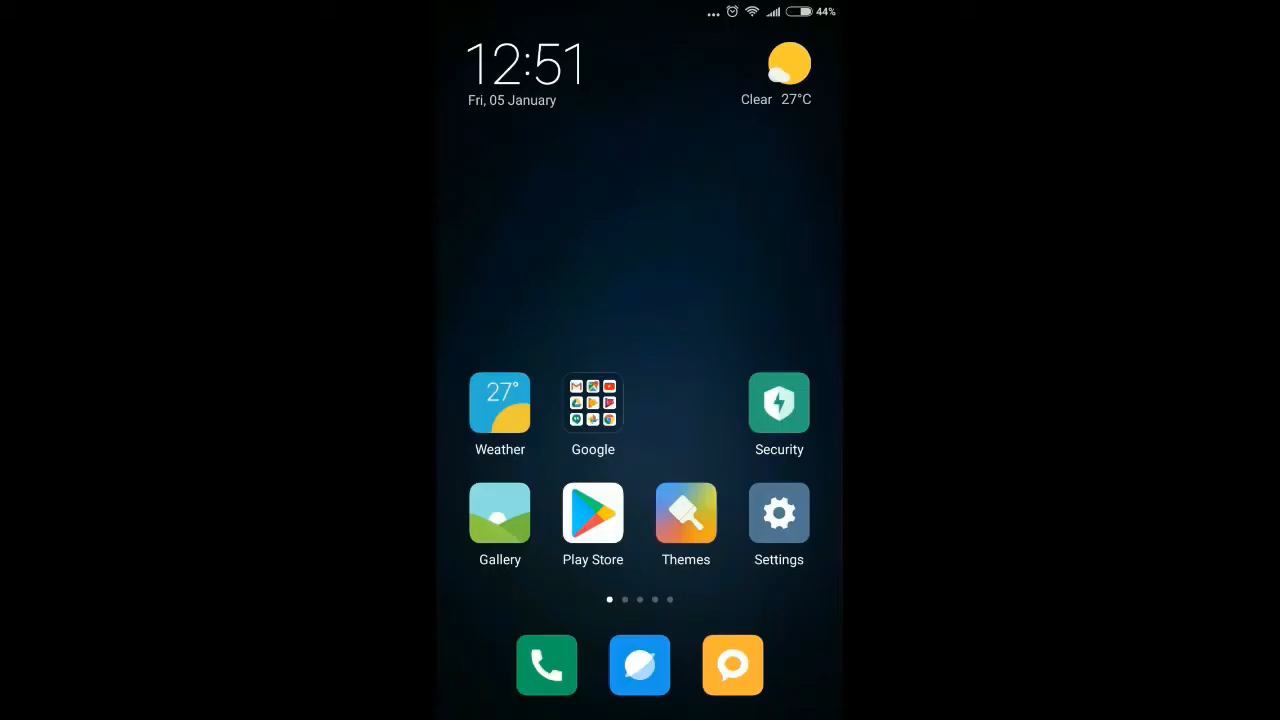 44%
12:51
Fri, 05 January
Clear 27°C
27°
Weather
Google
Security
Gallery
Play Store
Themes
Settings